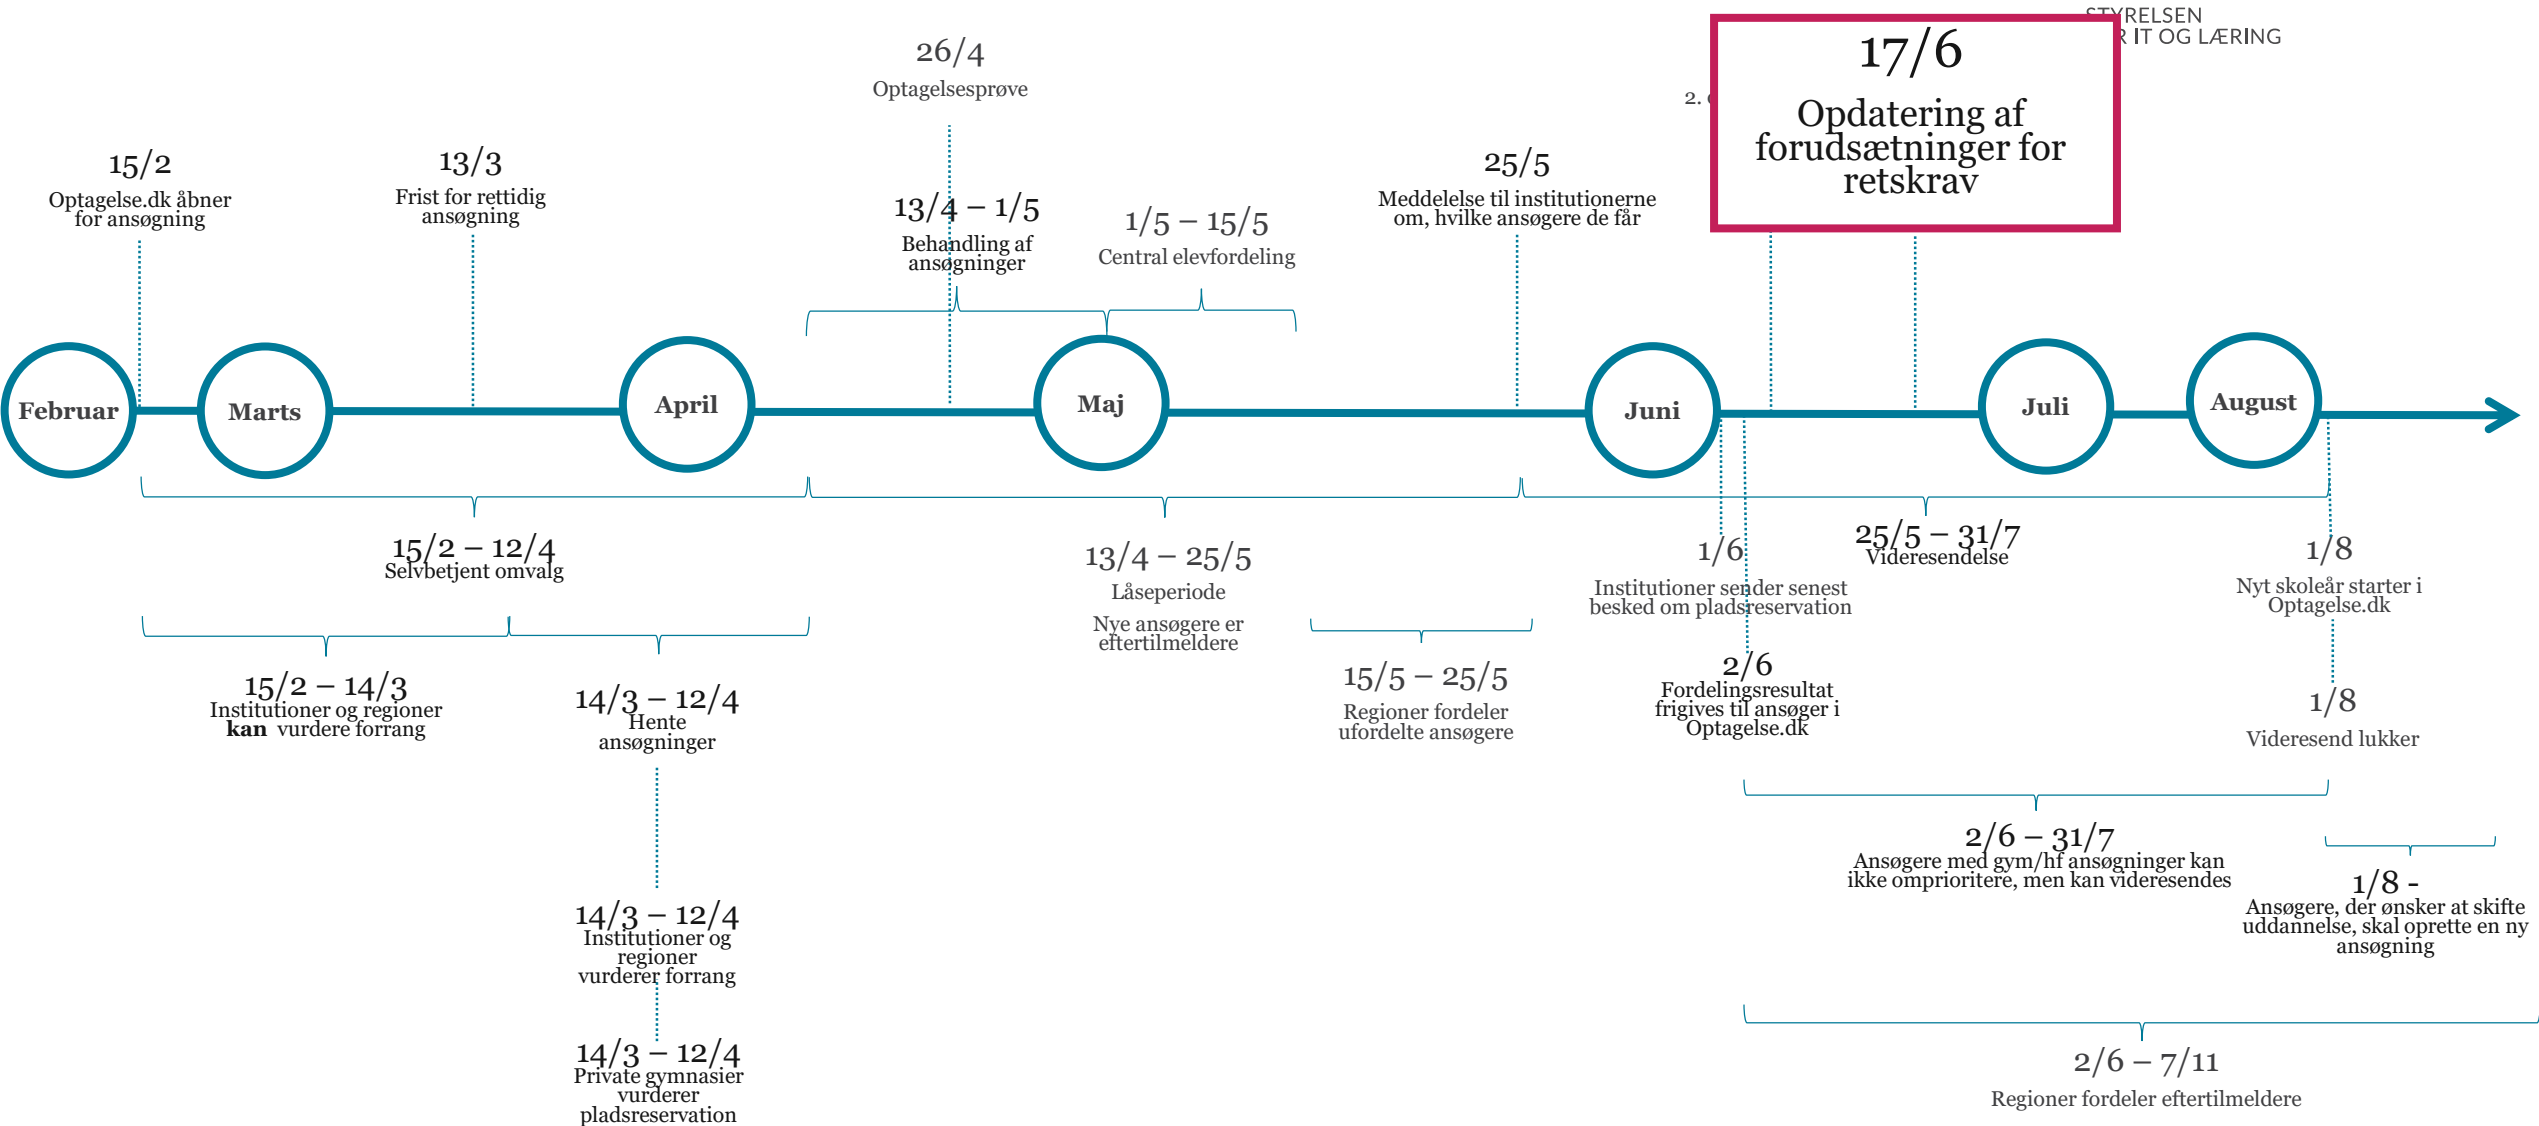 STYRELSEN
IT OG LÆRING
26/4
Optagelsesprøve
17/6
Opdatering af
forudsætninger for
retskrav
2.
15/2
Optagelse.dk åbner
for ansøgning
13/3
Frist for rettidig
ansøgning
13/4 – 1/5
Behandling af
ansøgninger
1/5 – 15/5
Central elevfordeling
25/5
Meddelelse til institutionerne
om, hvilke ansøgere de får
Februar
Marts
April
Maj
Juni
Juli
August
15/2 – 12/4
Selvbetjent omvalg
13/4 – 25/5
Låseperiode
Nye ansøgere er
eftertilmeldere
1/6
Institutioner sender senest
besked om pladsreservation
25/5 – 31/7
Videresendelse
1/8
Nyt skoleår starter i
Optagelse.dk
15/2 – 14/3
Institutioner og regioner
kan vurdere forrang
14/3 – 12/4
Hente
ansøgninger
15/5 – 25/5
Regioner fordeler
ufordelte ansøgere
2/6
Fordelingsresultat
frigives til ansøger i
Optagelse.dk
1/8
Videresend lukker
2/6 – 31/7
Ansøgere med gym/hf ansøgninger kan
ikke omprioritere, men kan videresendes
1/8 -
Ansøgere, der ønsker at skifte
uddannelse, skal oprette en ny
ansøgning
14/3 – 12/4
Institutioner og
regioner
vurderer forrang
14/3 – 12/4
Private gymnasier
vurderer
pladsreservation
2/6 – 7/11
Regioner fordeler eftertilmeldere